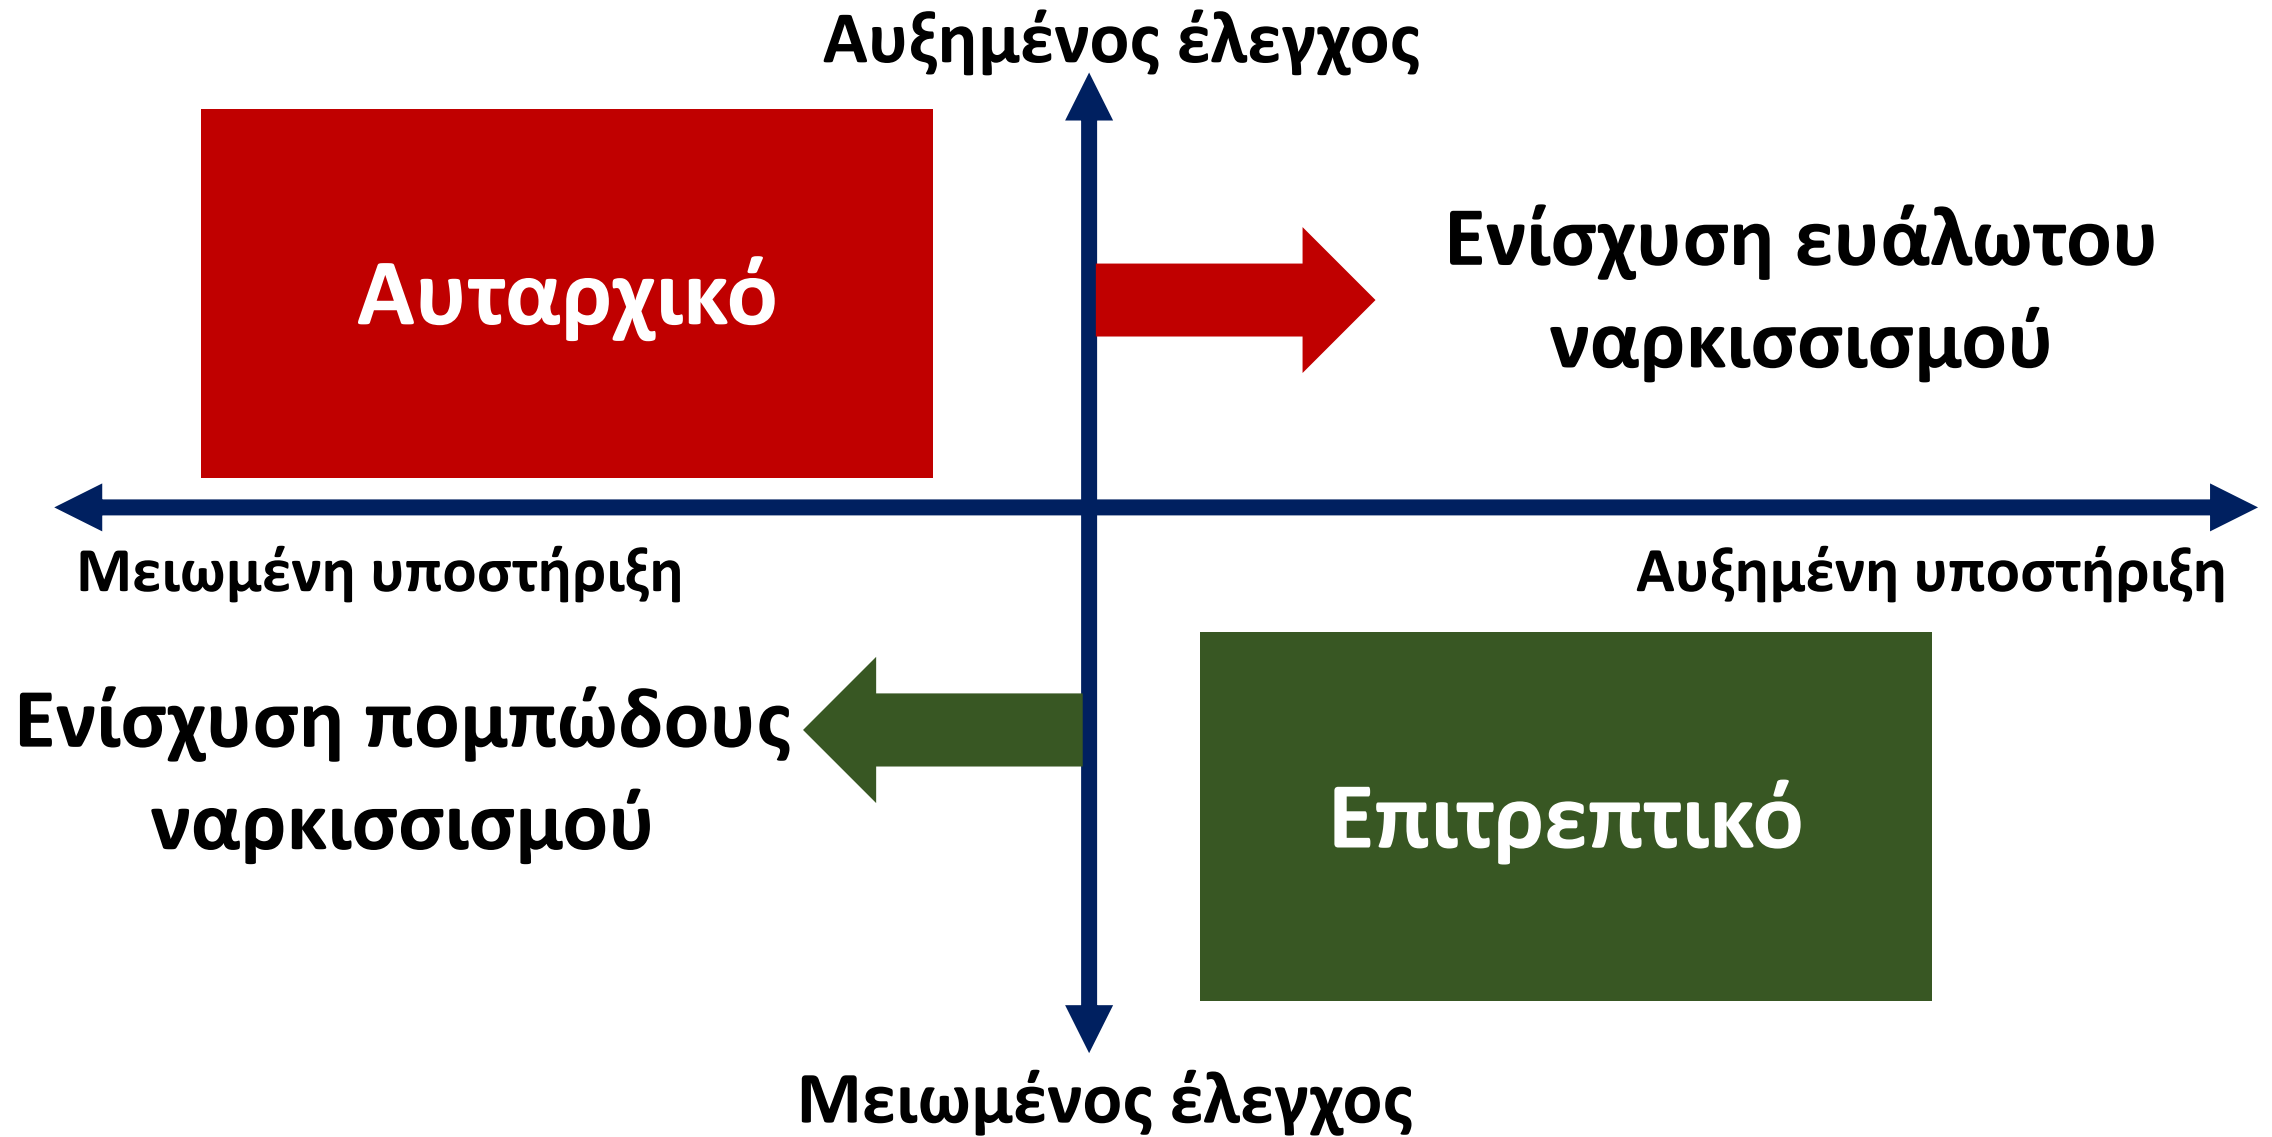 Αυξημένος έλεγχος
Αυταρχικό
Ενίσχυση ευάλωτου
ναρκισσισμού
Μειωμένη υποστήριξη
Αυξημένη υποστήριξη
Ενίσχυση πομπώδους
ναρκισσισμού
Επιτρεπτικό
Μειωμένος έλεγχος